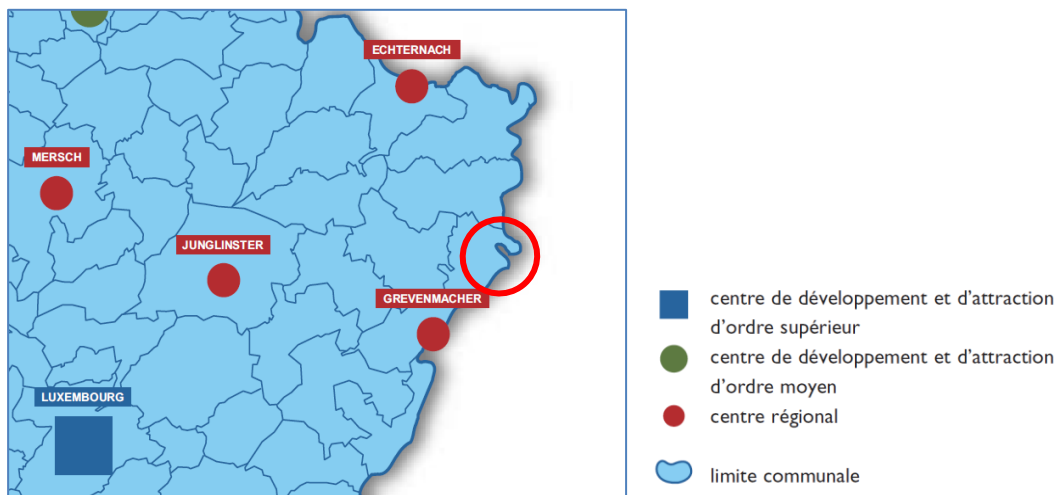 ECHTERNACH
MERSCH
JUNGLINSTER
GREVENMACHER
LUXEMBOURG
centre de développement et d'attraction
d'ordre supérieur
centre de développement et d'attraction
d'ordre moyen
centre régional
limite communale